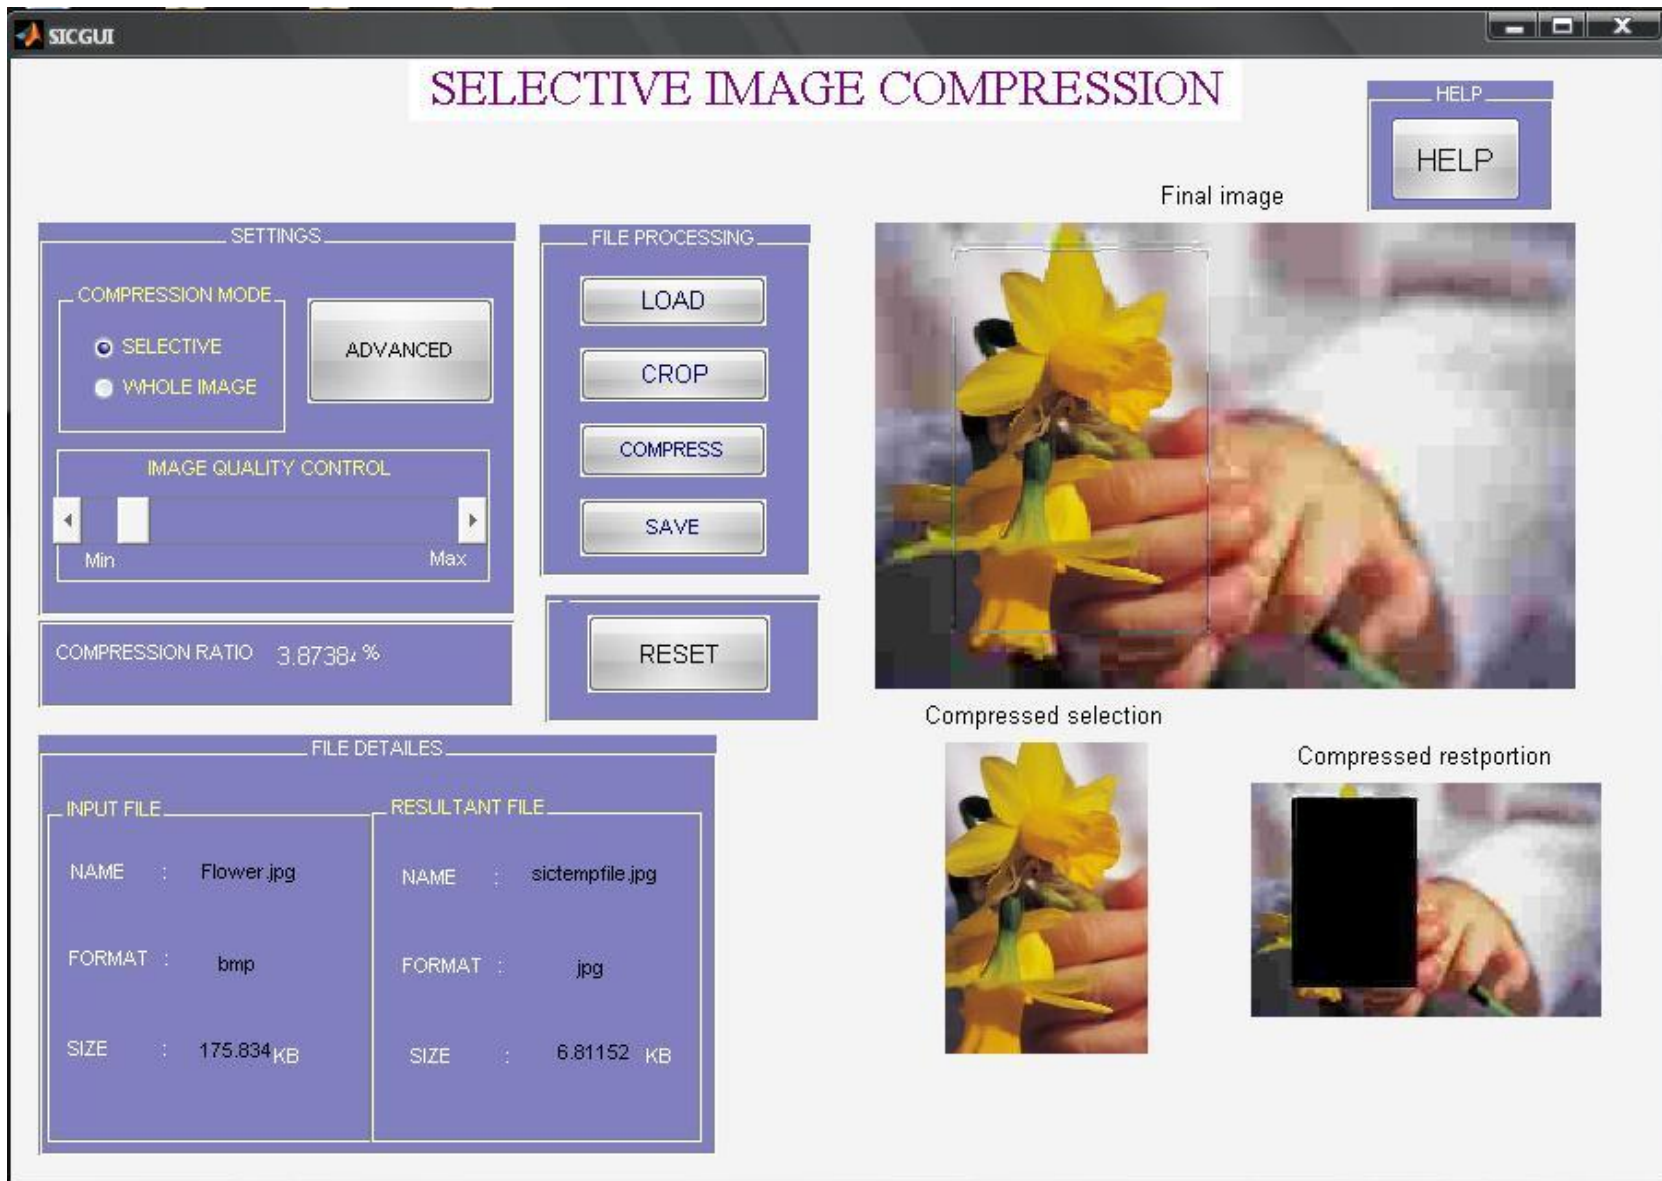 SICGUI
SELECTIVE IMAGE COMPRESSION
HELP
HELP
Final image
SETTINGS
COMPRESSION MODE
SELECTIVE
WHOLE IMAGE
ADVANCED
IMAGE QUALITY CONTROL
Min Max
FILE PROCESSING
LOAD
CROP
COMPRESS
SAVE
RESET
COMPRESSION RATIO 3.8738 %
Compressed selection
Compressed restportion
FILE DETAILES
INPUT FILE
NAME : Flower.jpg
FORMAT : bmp
SIZE : 175.834 KB
RESULTANT FILE
NAME : sictempfile.jpg
FORMAT : jpg
SIZE : 6.81152 KB